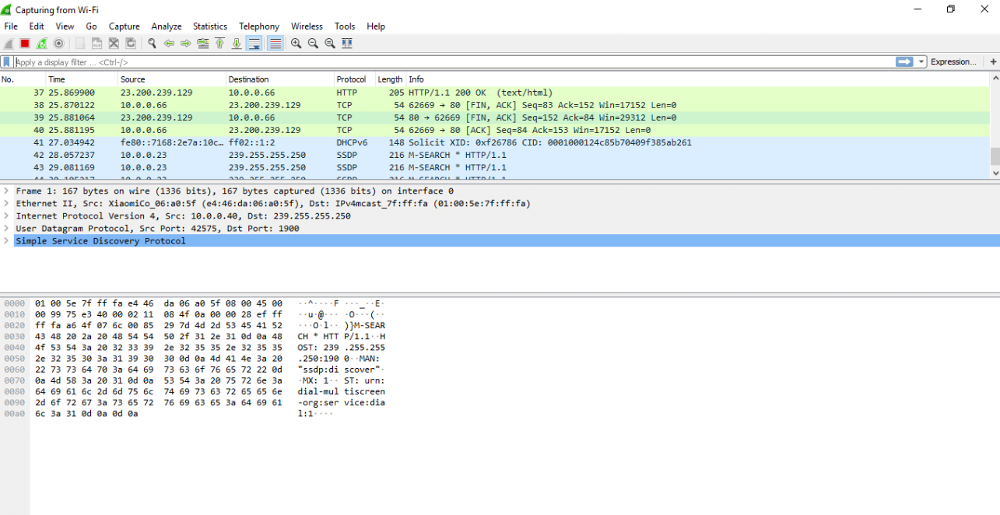 Capturing from Wi-Fi
File Edit View Go Capture Analyze Statistics Telephony Wireless Tools Help
Apply a display filter ... <Ctrl-/> Expression... +
No. Time Source Destination Protocol Length Info
37 25.869900 23.200.239.129 10.0.0.66 HTTP 205 HTTP/1.1 200 OK (text/html)
38 25.870122 10.0.0.66 23.200.239.129 TCP 54 62669 → 80 [FIN, ACK] Seq=83 Ack=152 Win=17152 Len=0
39 25.881064 23.200.239.129 10.0.0.66 TCP 54 80 → 62669 [FIN, ACK] Seq=152 Ack=84 Win=29312 Len=0
40 25.881195 10.0.0.66 23.200.239.129 TCP 54 62669 → 80 [ACK] Seq=84 Ack=153 Win=17152 Len=0
41 27.034942 fe80::7168:2e7a:10c… ff02::1:2 DHCPv6 148 Solicit XID: 0xf26786 CID: 0001000124c85b70409f385ab261
42 28.057237 10.0.0.23 239.255.255.250 SSDP 216 M-SEARCH * HTTP/1.1
43 29.081169 10.0.0.23 239.255.255.250 SSDP 216 M-SEARCH * HTTP/1.1
Frame 1: 167 bytes on wire (1336 bits), 167 bytes captured (1336 bits) on interface 0
Ethernet II, Src: XiaomiCo_06:a0:5f (e4:46:da:06:a0:5f), Dst: IPv4mcast_7f:ff:fa (01:00:5e:7f:ff:fa)
Internet Protocol Version 4, Src: 10.0.0.40, Dst: 239.255.255.250
User Datagram Protocol, Src Port: 42575, Dst Port: 1900
Simple Service Discovery Protocol
0000 01 00 5e 7f ff fa e4 46 da 06 a0 5f 08 00 45 00 ··^····F ···_··E·
0010 00 99 75 e3 40 00 02 11 08 4f 0a 00 00 28 ef ff ··u·@··· ·O···(··
0020 ff fa a6 4f 07 6c 00 85 29 7d 4d 2d 53 45 41 52 ···O·l·· )}M-SEAR
0030 43 48 20 2a 20 48 54 54 50 2f 31 2e 31 0d 0a 48 CH * HTT P/1.1··H
0040 4f 53 54 3a 20 32 33 39 2e 32 35 35 2e 32 35 35 OST: 239 .255.255
0050 2e 32 35 30 3a 31 39 30 30 0d 0a 4d 41 4e 3a 20 .250:190 0··MAN:
0060 22 73 73 64 70 3a 64 69 73 63 6f 76 65 72 22 0d "ssdp:di scover"·
0070 0a 4d 58 3a 20 31 0d 0a 53 54 3a 20 75 72 6e 3a ·MX: 1·· ST: urn:
0080 64 69 61 6c 2d 6d 75 6c 74 69 73 63 72 65 65 6e dial-mul tiscreen
0090 2d 6f 72 67 3a 73 65 72 76 69 63 65 3a 64 69 61 -org:ser vice:dia
00a0 6c 3a 31 0d 0a 0d 0a l:1····